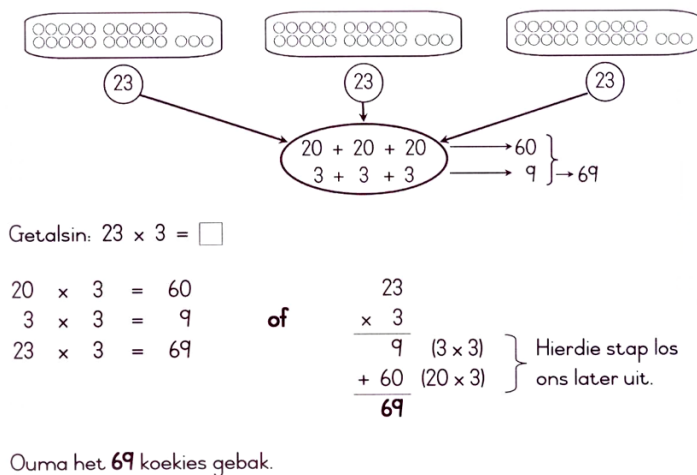 23 23 23
20 + 20 + 20 → 60
3 + 3 + 3 → 9 } → 69
Getalsin: 23 × 3 = □
20 × 3 = 60
3 × 3 = 9
23 × 3 = 69
of
23
× 3
9 (3 x 3)
+ 60 (20 x 3)
69
} Hierdie stap los
ons later uit.
Ouma het 69 koekies gebak.